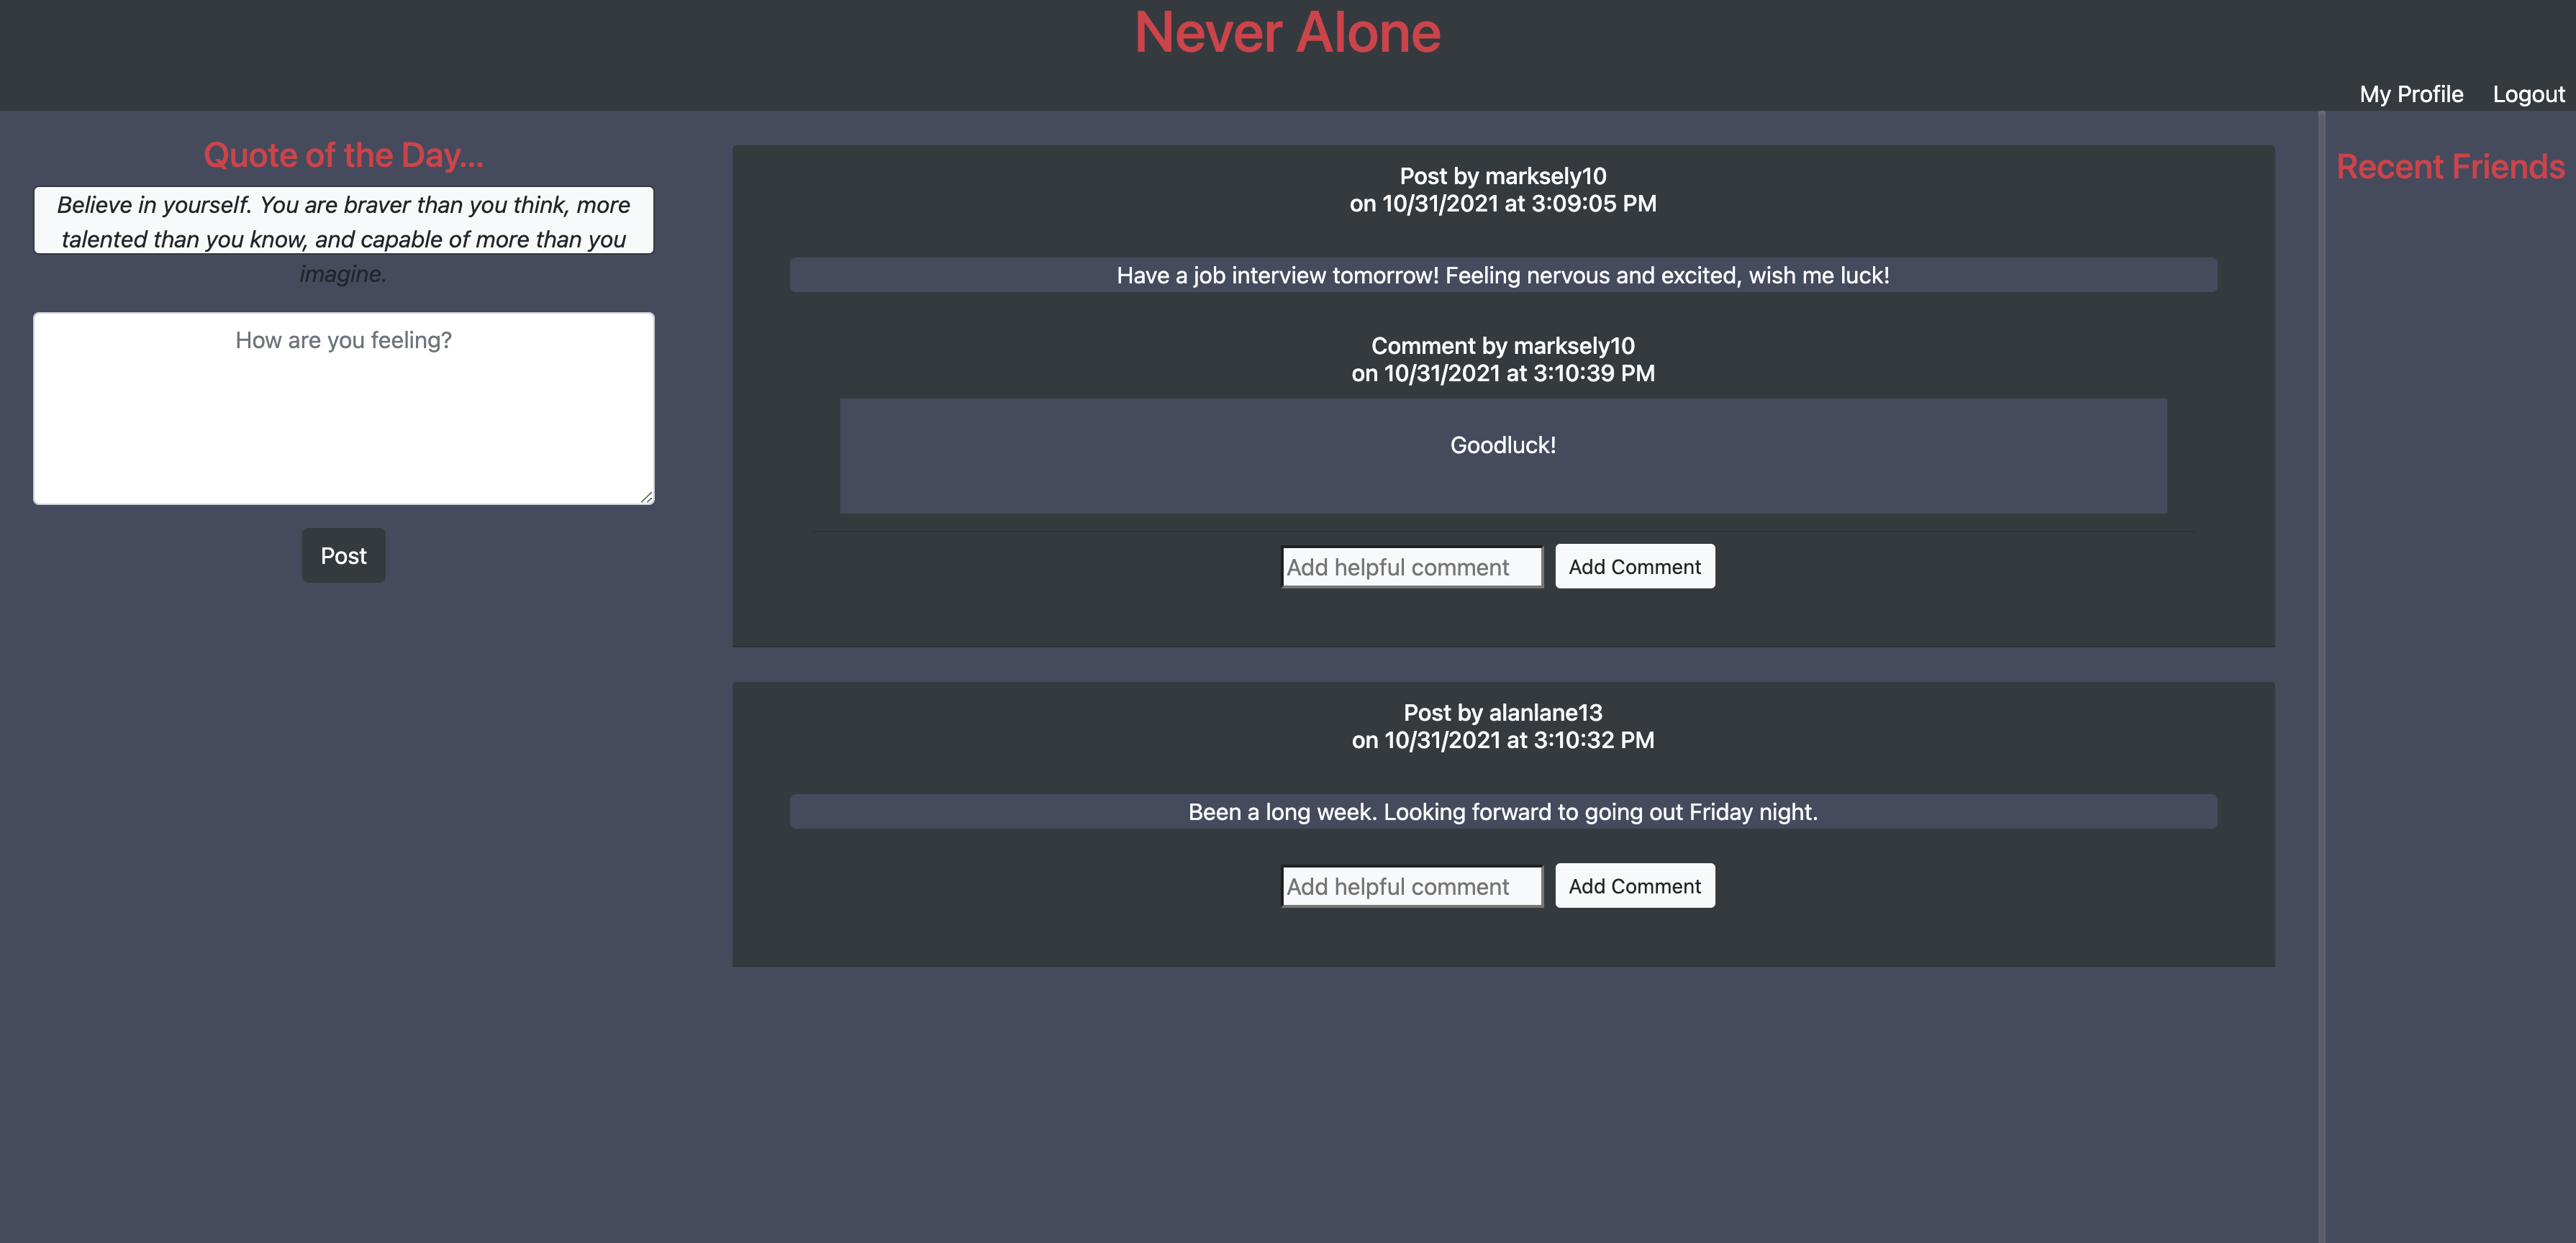 Never Alone
My Profile Logout
Quote of the Day...
Believe in yourself. You are braver than you think, more
talented than you know, and capable of more than you
imagine.
How are you feeling?
Post
Post by marksely10
on 10/31/2021 at 3:09:05 PM
Have a job interview tomorrow! Feeling nervous and excited, wish me luck!
Comment by marksely10
on 10/31/2021 at 3:10:39 PM
Goodluck!
Add helpful comment Add Comment
Post by alanlane13
on 10/31/2021 at 3:10:32 PM
Been a long week. Looking forward to going out Friday night.
Add helpful comment Add Comment
Recent Friends